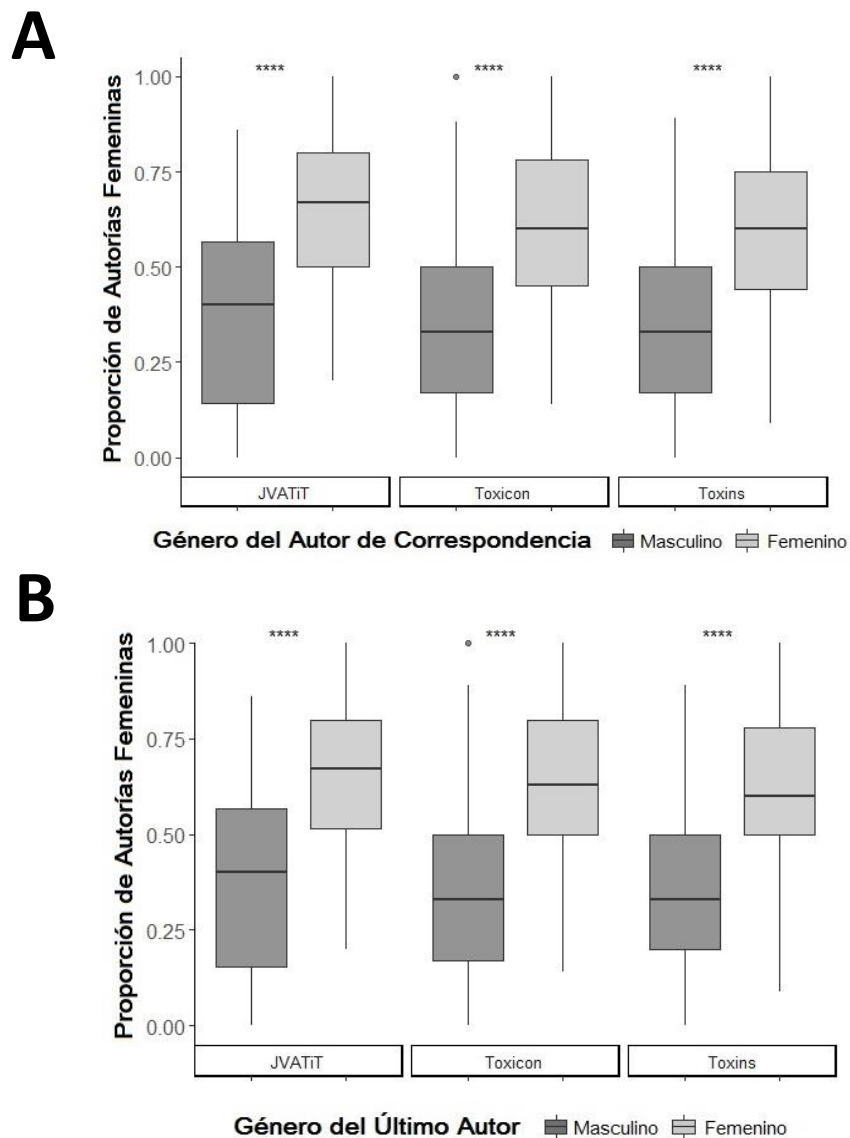 A
Proporción de Autorías Femeninas
1.00
0.75
0.50
0.25
0.00
**** **** ****
JVATiT Toxicon Toxins
Género del Autor de Correspondencia Masculino Femenino
B
Proporción de Autorías Femeninas
1.00
0.75
0.50
0.25
0.00
**** **** ****
JVATiT Toxicon Toxins
Género del Último Autor Masculino Femenino